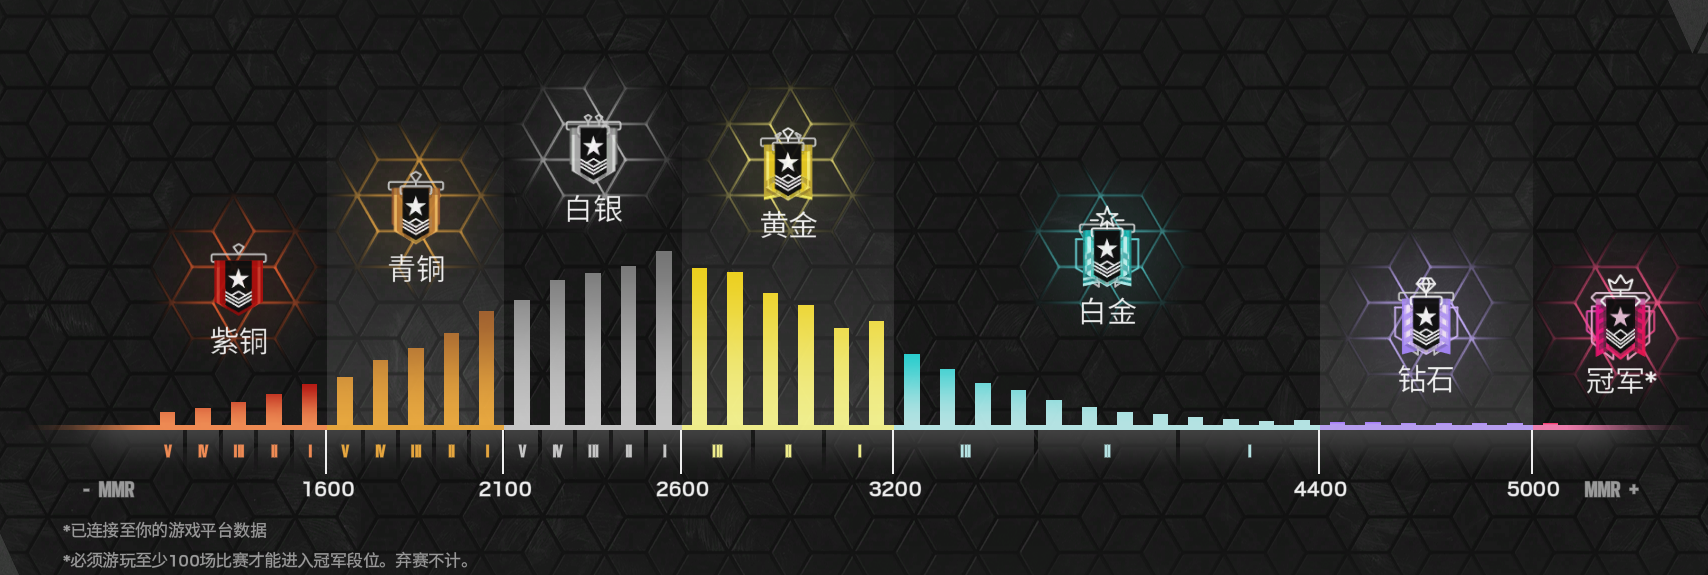 白银
黄金
青铜
白金
紫铜
钻石
冠军*
V IV III II I V IV III II I V IV III II I III II I III II I
- MMR 1600 2100 2600 3200 4400 5000 MMR +
*已连接至你的游戏平台数据
*必须游玩至少100场比赛才能进入冠军段位。弃赛不计。